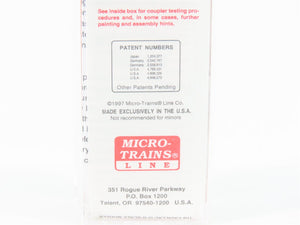 See inside box for coupler testing pro-
cedures and, in some cases, further
painting and assembly hints.
PATENT NUMBERS
Japan
Germany
Germany
U.S.A.
U.S.A.
U.S.A.
Other Patents Pending
©1997 Micro-Trains® Line Co.
MADE EXCLUSIVELY IN THE U.S.A.
Not recommended for minors
MICRO-
TRAINS®
LINE
351 Rogue River Parkway
P.O. Box 1200
Talent, OR 97540-1200 U.S.A.